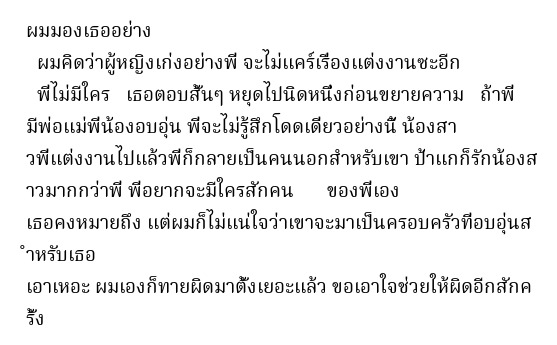 ผมมองเธออย่าง
ผมคิดว่าผู้หญิงเก่งอย่างพี่ จะไม่แคร์เรื่องแต่งงานซะอีก
พี่ไม่มีใคร เธอตอบสั้นๆ หยุดไปนิดหนึ่งก่อนขยายความ ถ้าพี่
มีพ่อแม่พี่น้องอบอุ่น พี่จะไม่รู้สึกโดดเดี่ยวอย่างนี้ น้องสา
วพี่แต่งงานไปแล้วพี่ก็กลายเป็นคนนอกสำหรับเขา ป้าแกก็รักน้องส
าวมากกว่าพี่ พี่อยากจะมีใครสักคน ของพี่เอง
เธอคงหมายถึง แต่ผมก็ไม่แน่ใจว่าเขาจะมาเป็นครอบครัวที่อบอุ่นส
ำหรับเธอ
เอาเหอะ ผมเองก็ทายผิดมาตั้งเยอะแล้ว ขอเอาใจช่วยให้ผิดอีกสักค
รั้ง